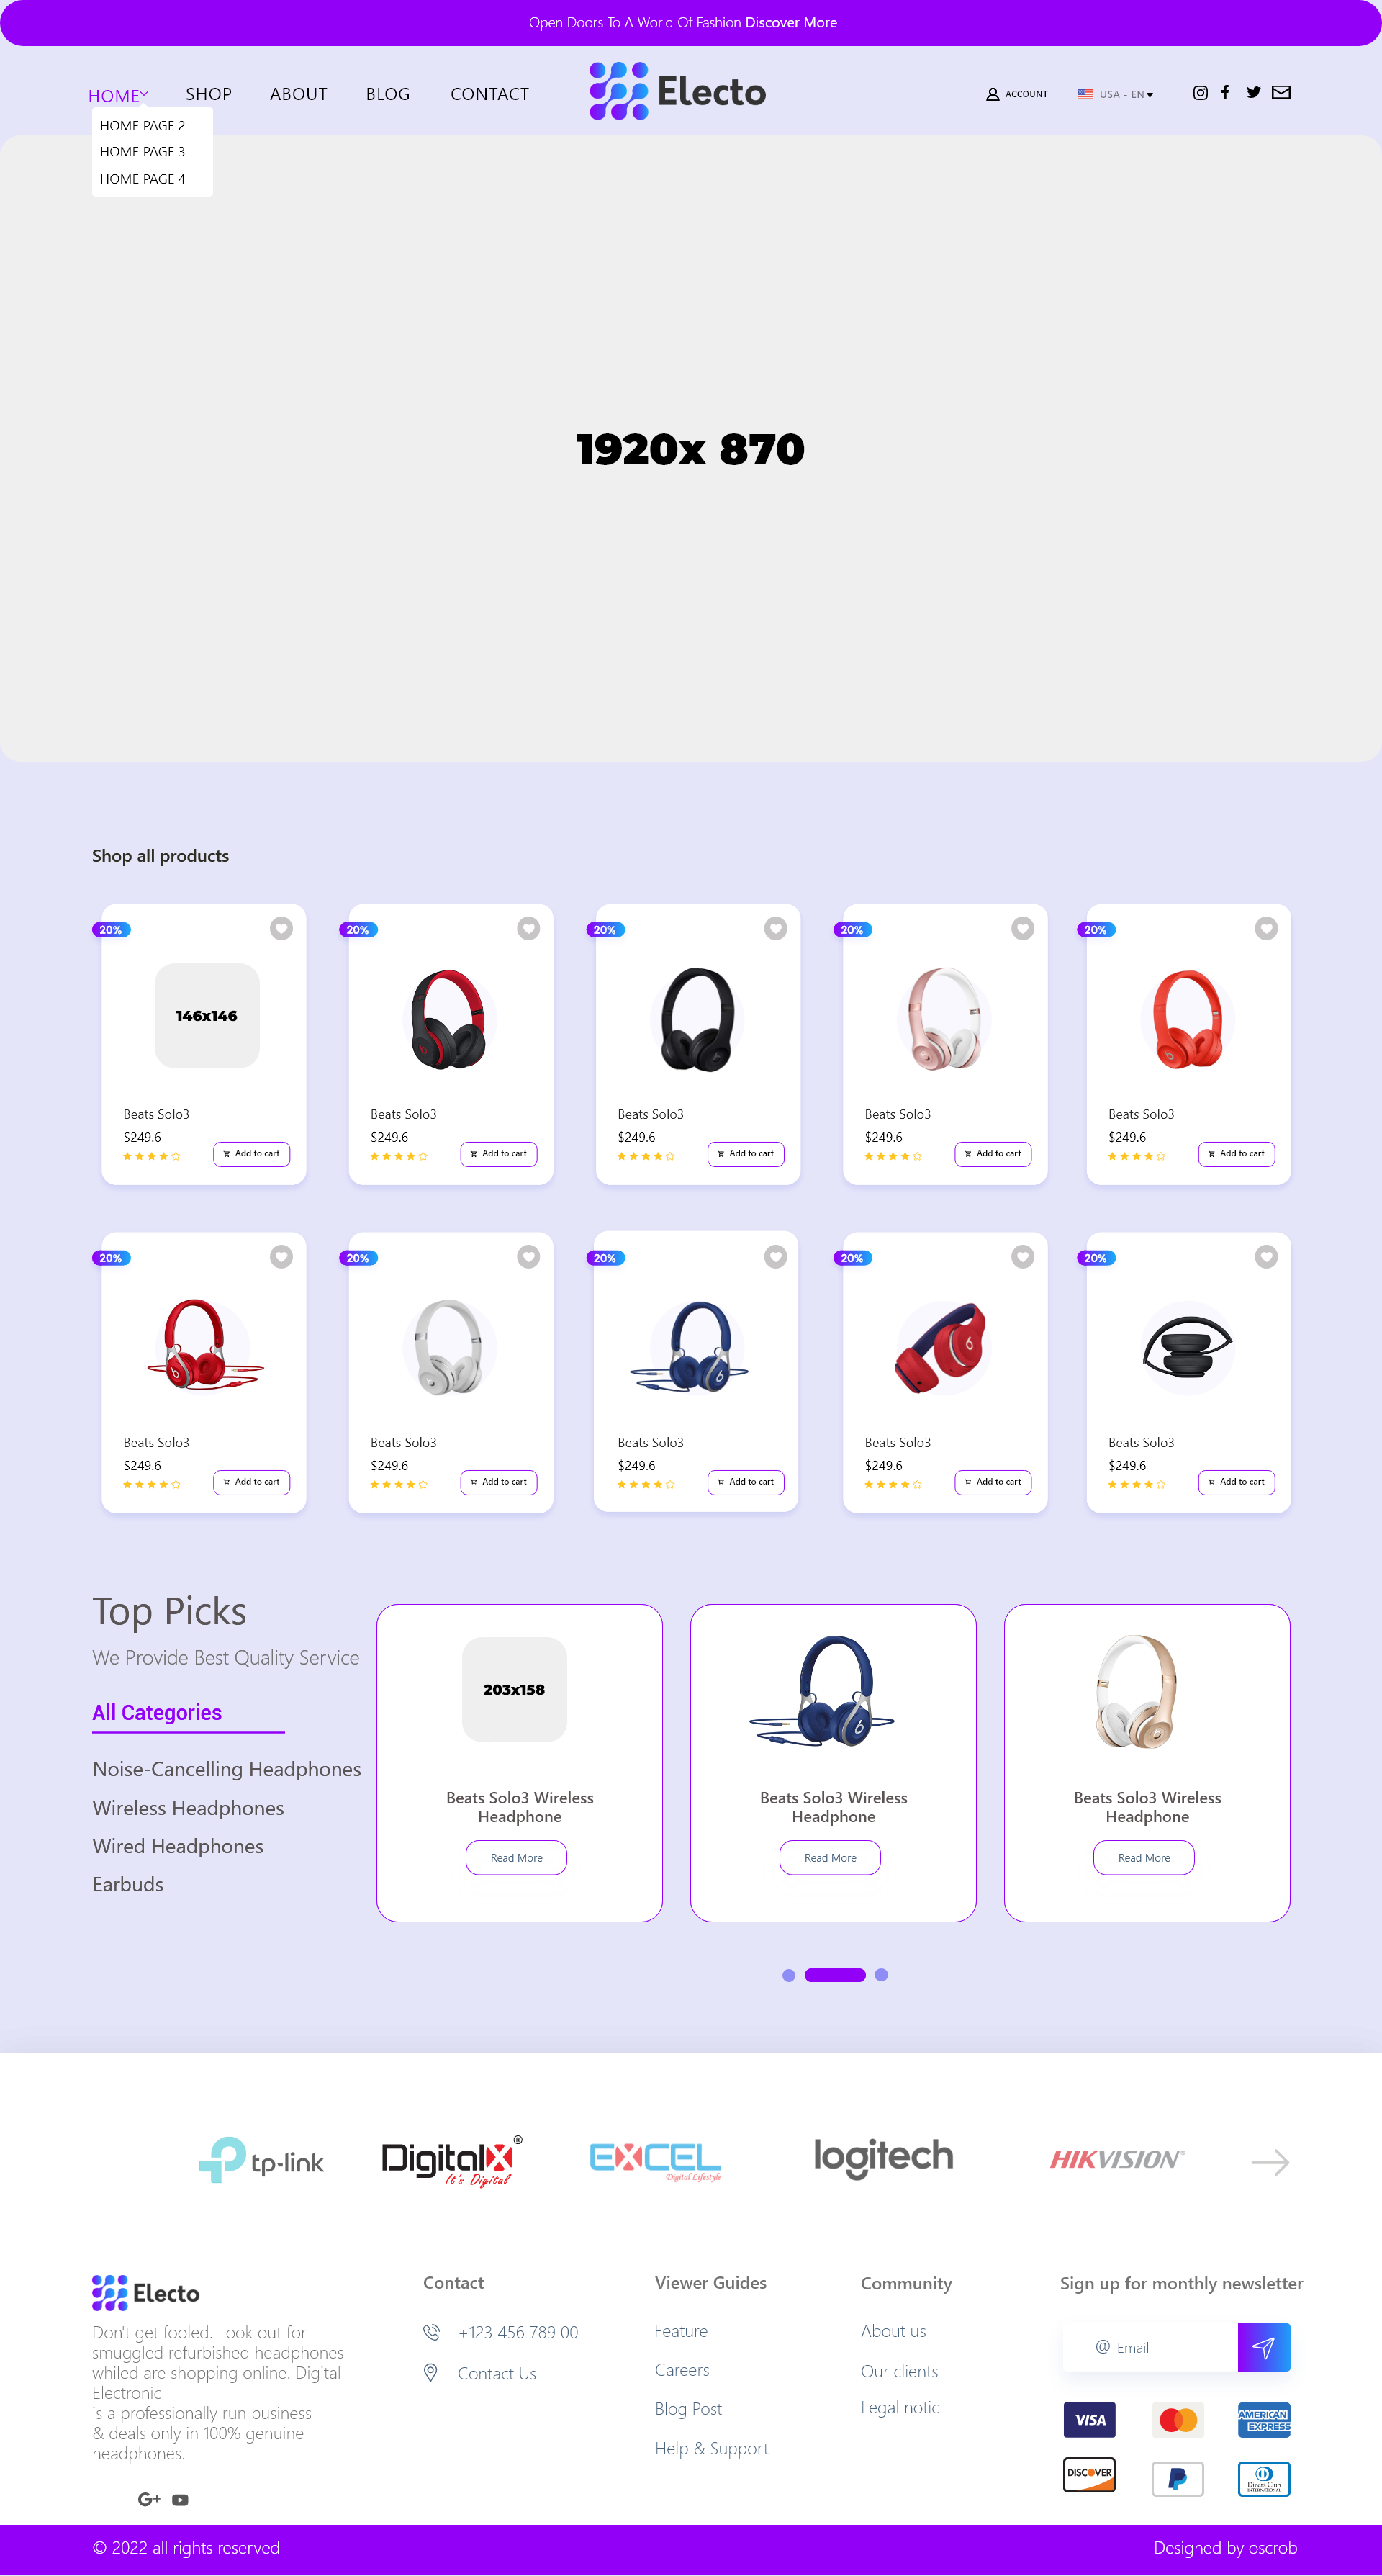 Open Doors To A World Of Fashion Discover More
HOME SHOP ABOUT BLOG CONTACT
Electo
ACCOUNT USA - EN
HOME PAGE 2
HOME PAGE 3
HOME PAGE 4
1920x 870
Shop all products
20% 20% 20% 20% 20%
146x146
Beats Solo3 Beats Solo3 Beats Solo3 Beats Solo3 Beats Solo3
$249.6 $249.6 $249.6 $249.6 $249.6
Add to cart Add to cart Add to cart Add to cart Add to cart
20% 20% 20% 20% 20%
Beats Solo3 Beats Solo3 Beats Solo3 Beats Solo3 Beats Solo3
$249.6 $249.6 $249.6 $249.6 $249.6
Add to cart Add to cart Add to cart Add to cart Add to cart
Top Picks
We Provide Best Quality Service
All Categories
Noise-Cancelling Headphones
Wireless Headphones
Wired Headphones
Earbuds
203x158
Beats Solo3 Wireless
Headphone
Read More
Beats Solo3 Wireless
Headphone
Read More
Beats Solo3 Wireless
Headphone
Read More
tp-link
DigitalX®
It's Digital
EXCEL
Digital Lifestyle
logitech
HIKVISION®
Electo
Don't get fooled. Look out for
smuggled refurbished headphones
whiled are shopping online. Digital
Electronic
is a professionally run business
& deals only in 100% genuine
headphones.
G+
Contact
+123 456 789 00
Contact Us
Viewer Guides
Feature
Careers
Blog Post
Help & Support
Community
About us
Our clients
Legal notic
Sign up for monthly newsletter
@ Email
VISA
AMERICAN
EXPRESS
DISCOVER
Diners Club
INTERNATIONAL
© 2022 all rights reserved
Designed by oscrob